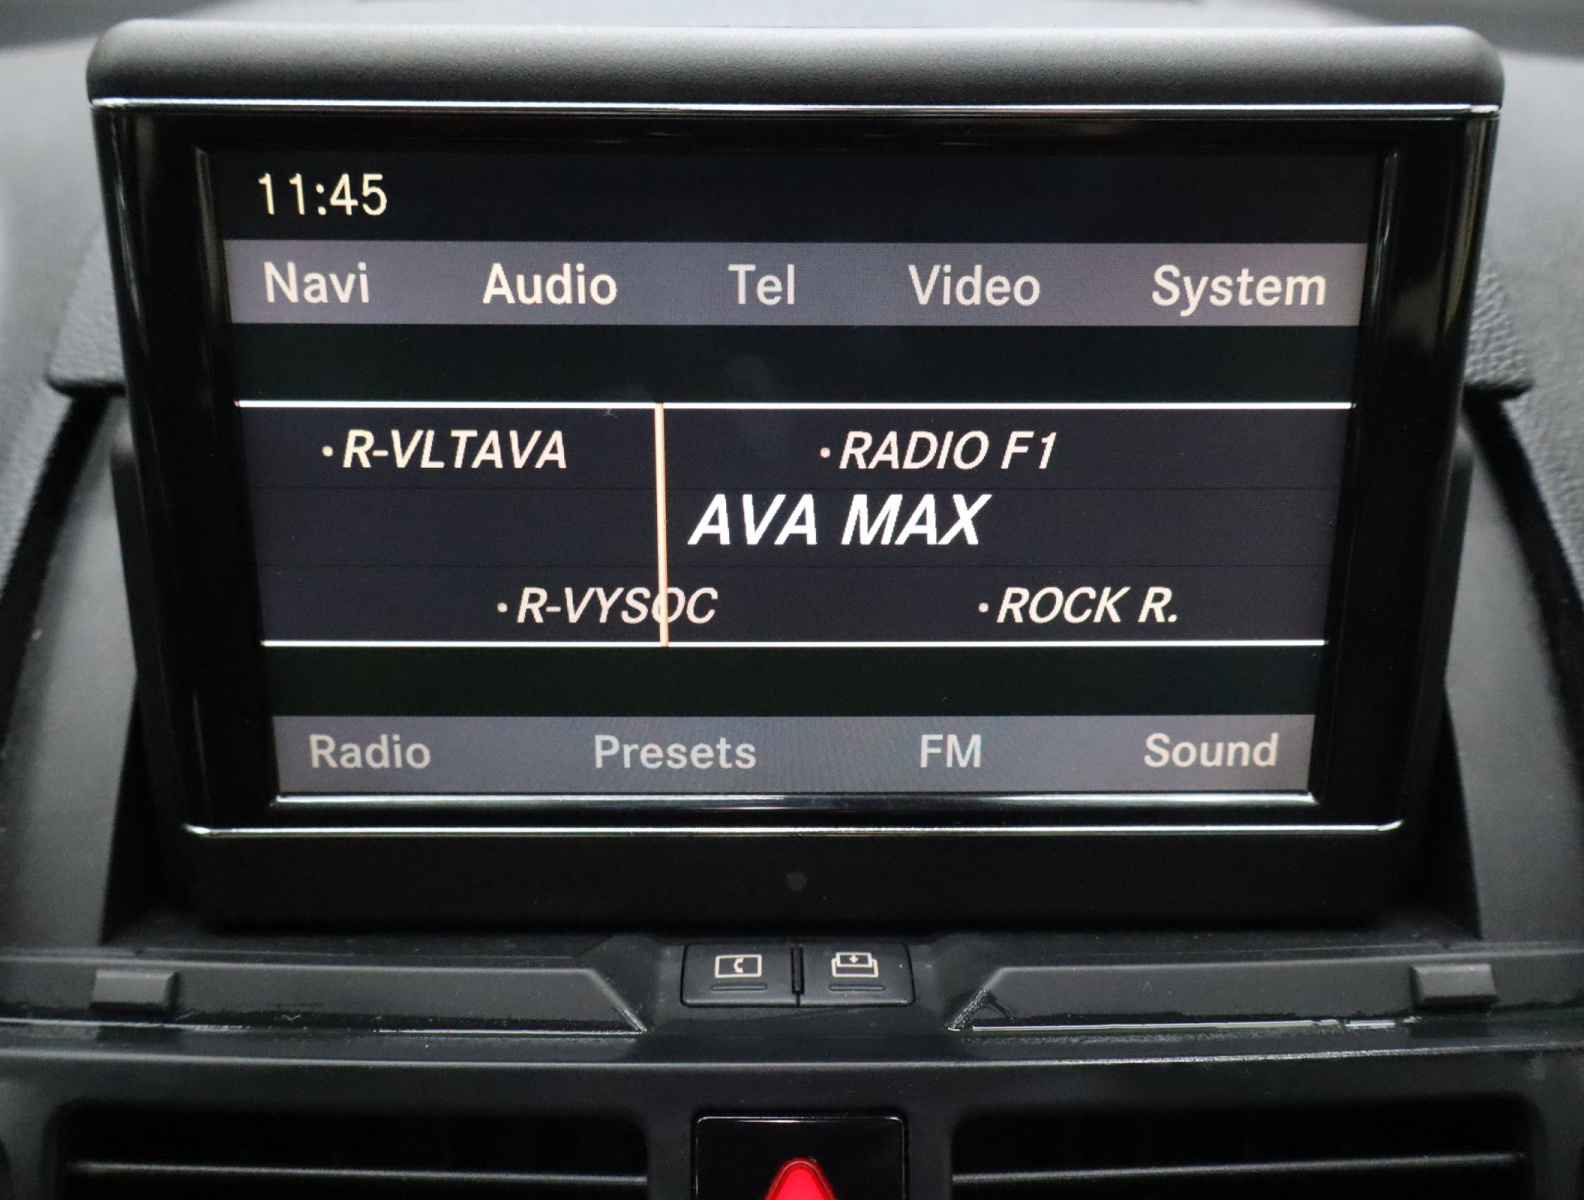 11:45
Navi Audio Tel Video System
·R-VLTAVA ·RADIO F1
AVA MAX
·R-VYSOC ·ROCK R.
Radio Presets FM Sound